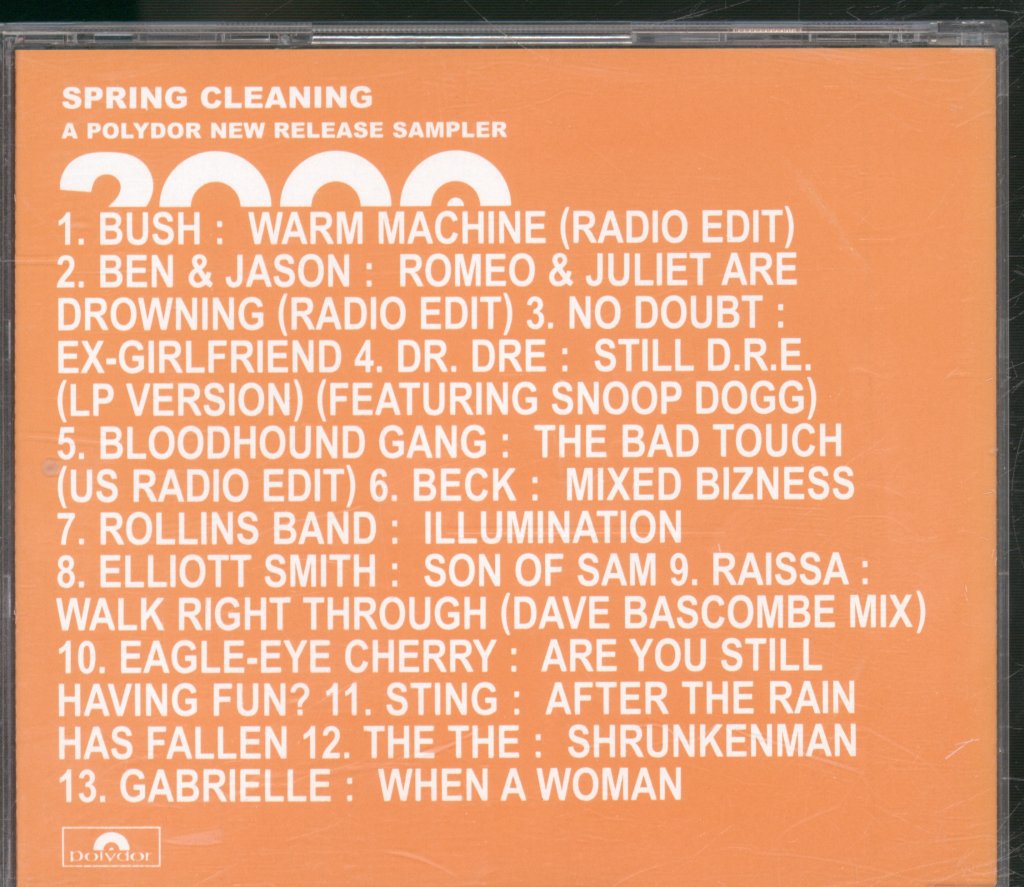 SPRING CLEANING
A POLYDOR NEW RELEASE SAMPLER
2000
1. BUSH : WARM MACHINE (RADIO EDIT)
2. BEN & JASON : ROMEO & JULIET ARE
DROWNING (RADIO EDIT) 3. NO DOUBT :
EX-GIRLFRIEND 4. DR. DRE : STILL D.R.E.
(LP VERSION) (FEATURING SNOOP DOGG)
5. BLOODHOUND GANG : THE BAD TOUCH
(US RADIO EDIT) 6. BECK : MIXED BIZNESS
7. ROLLINS BAND : ILLUMINATION
8. ELLIOTT SMITH : SON OF SAM 9. RAISSA :
WALK RIGHT THROUGH (DAVE BASCOMBE MIX)
10. EAGLE-EYE CHERRY : ARE YOU STILL
HAVING FUN? 11. STING : AFTER THE RAIN
HAS FALLEN 12. THE THE : SHRUNKENMAN
13. GABRIELLE : WHEN A WOMAN
polydor